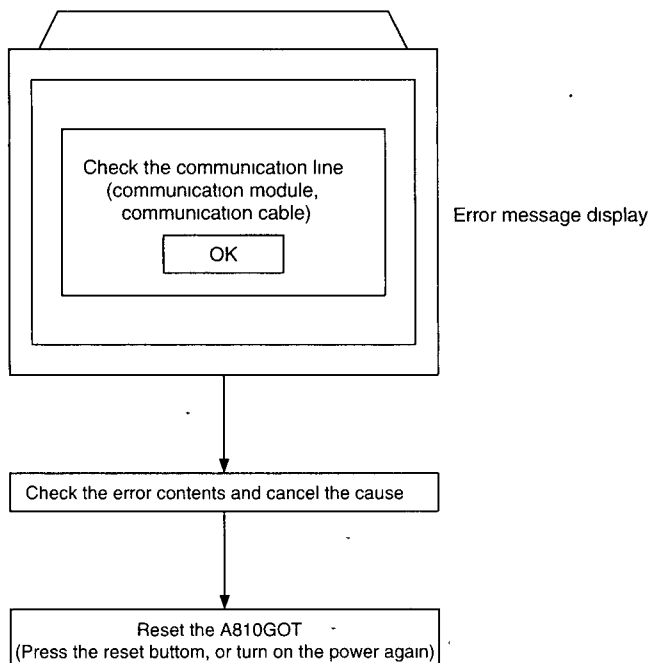 Check the communication line
(communication module,
communication cable)
OK
Error message display
Check the error contents and cancel the cause
Reset the A810GOT
(Press the reset buttom, or turn on the power again)